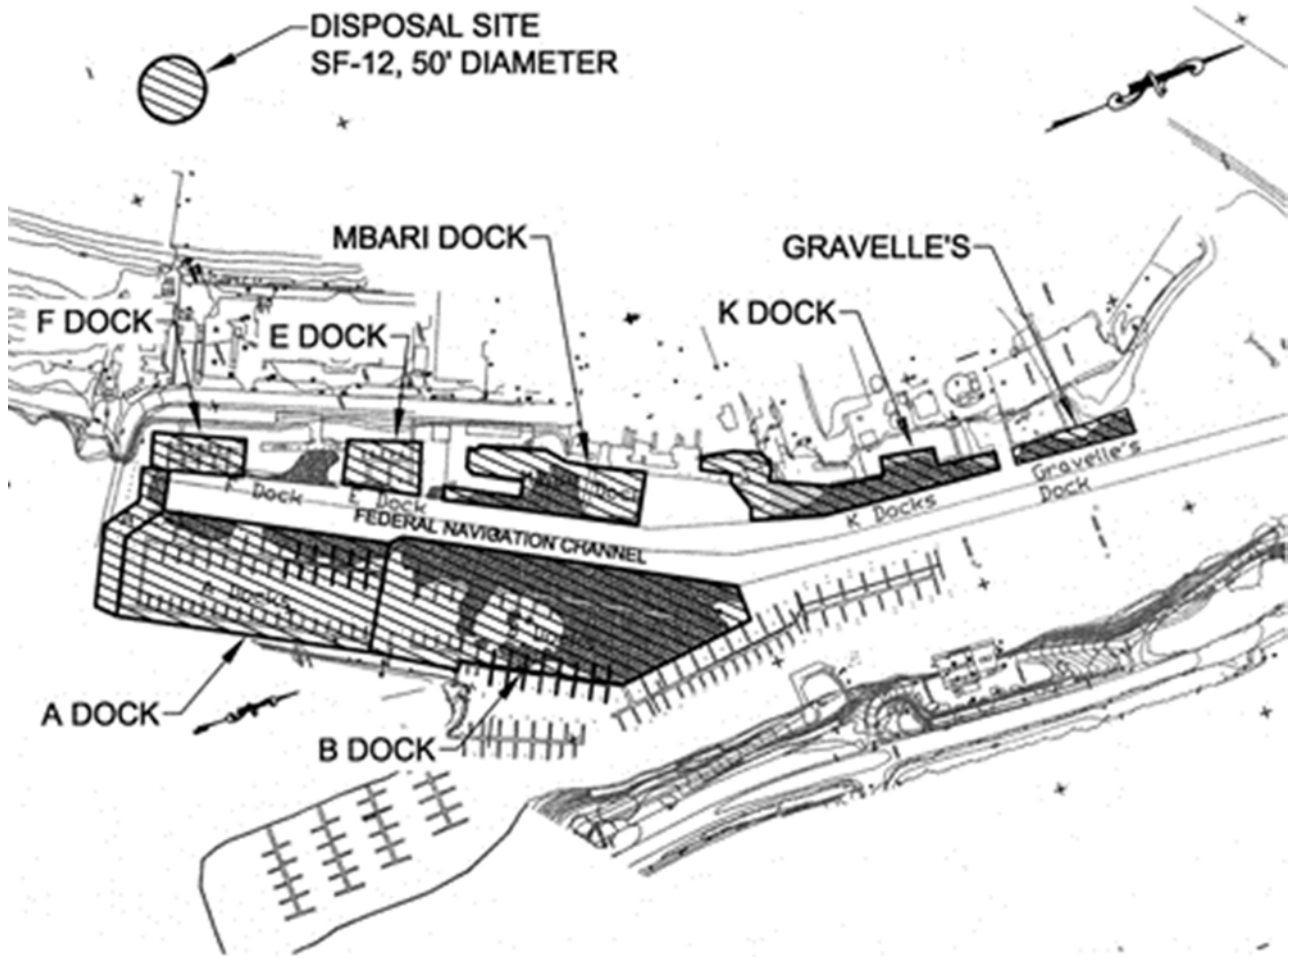 DISPOSAL SITE
SF-12, 50' DIAMETER
MBARI DOCK
GRAVELLE'S
F DOCK
E DOCK
K DOCK
Gravelle's
Dock
F Dock
E Dock
K Docks
FEDERAL NAVIGATION CHANNEL
A Docks
A DOCK
B DOCK